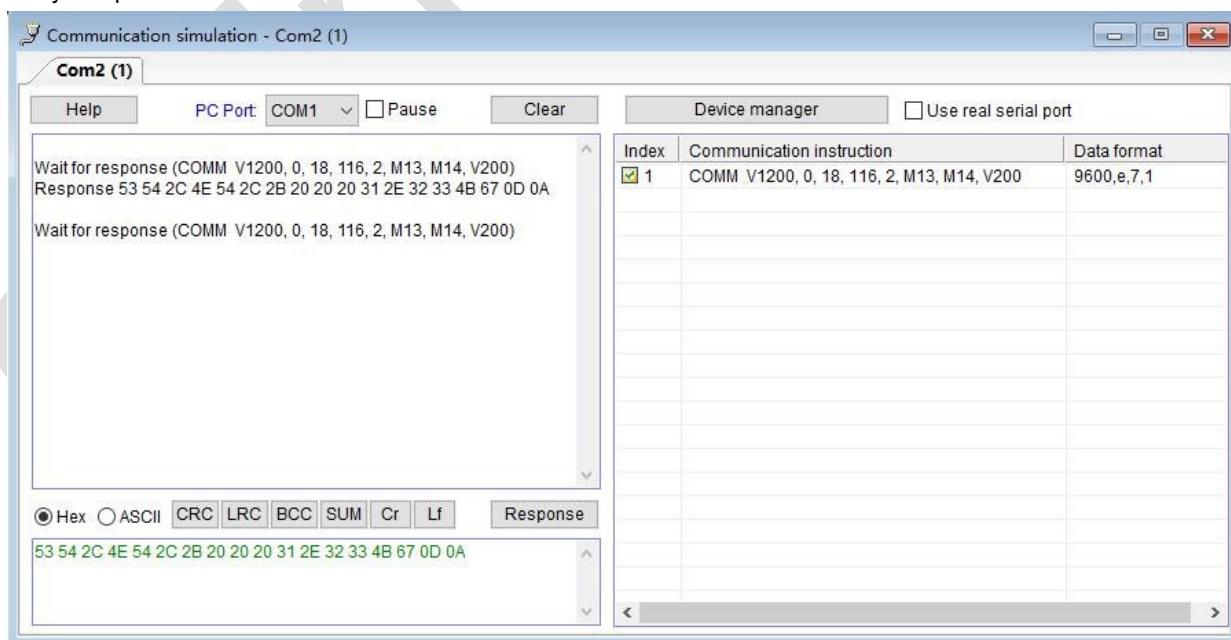 Communication simulation - Com2 (1)
Com2 (1)
Help PC Port: COM1 Pause Clear Device manager Use real serial port
Index Communication instruction Data format
1 COMM V1200, 0, 18, 116, 2, M13, M14, V200 9600,e,7,1
Wait for response (COMM V1200, 0, 18, 116, 2, M13, M14, V200)
Response 53 54 2C 4E 54 2C 2B 20 20 20 31 2E 32 33 4B 67 0D 0A
Wait for response (COMM V1200, 0, 18, 116, 2, M13, M14, V200)
Hex ASCII CRC LRC BCC SUM Cr Lf Response
53 54 2C 4E 54 2C 2B 20 20 20 31 2E 32 33 4B 67 0D 0A